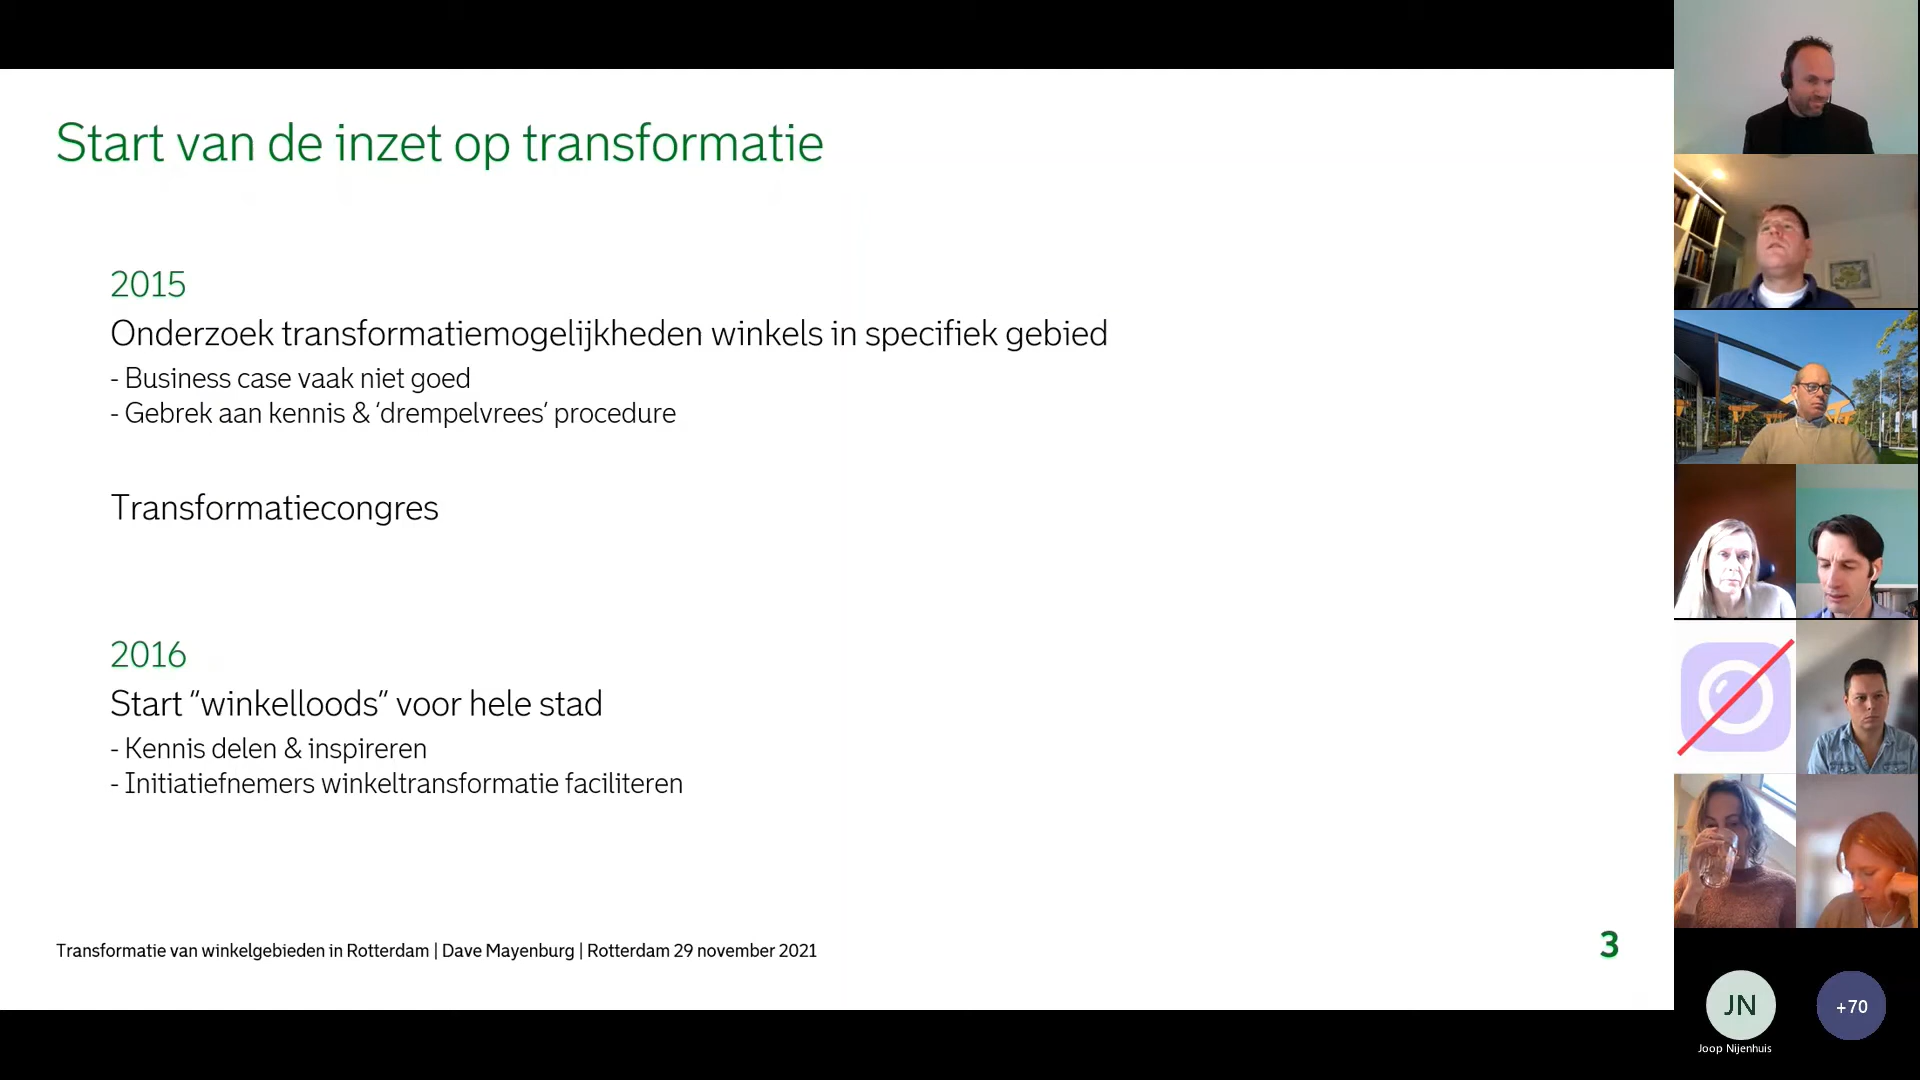 Start van de inzet op transformatie
2015
Onderzoek transformatiemogelijkheden winkels in specifiek gebied
- Business case vaak niet goed
- Gebrek aan kennis & ‘drempelvrees’ procedure
Transformatiecongres
2016
Start “winkelloods” voor hele stad
- Kennis delen & inspireren
- Initiatiefnemers winkeltransformatie faciliteren
Transformatie van winkelgebieden in Rotterdam | Dave Mayenburg | Rotterdam 29 november 2021
3
JN
+70
Joop Nijenhuis